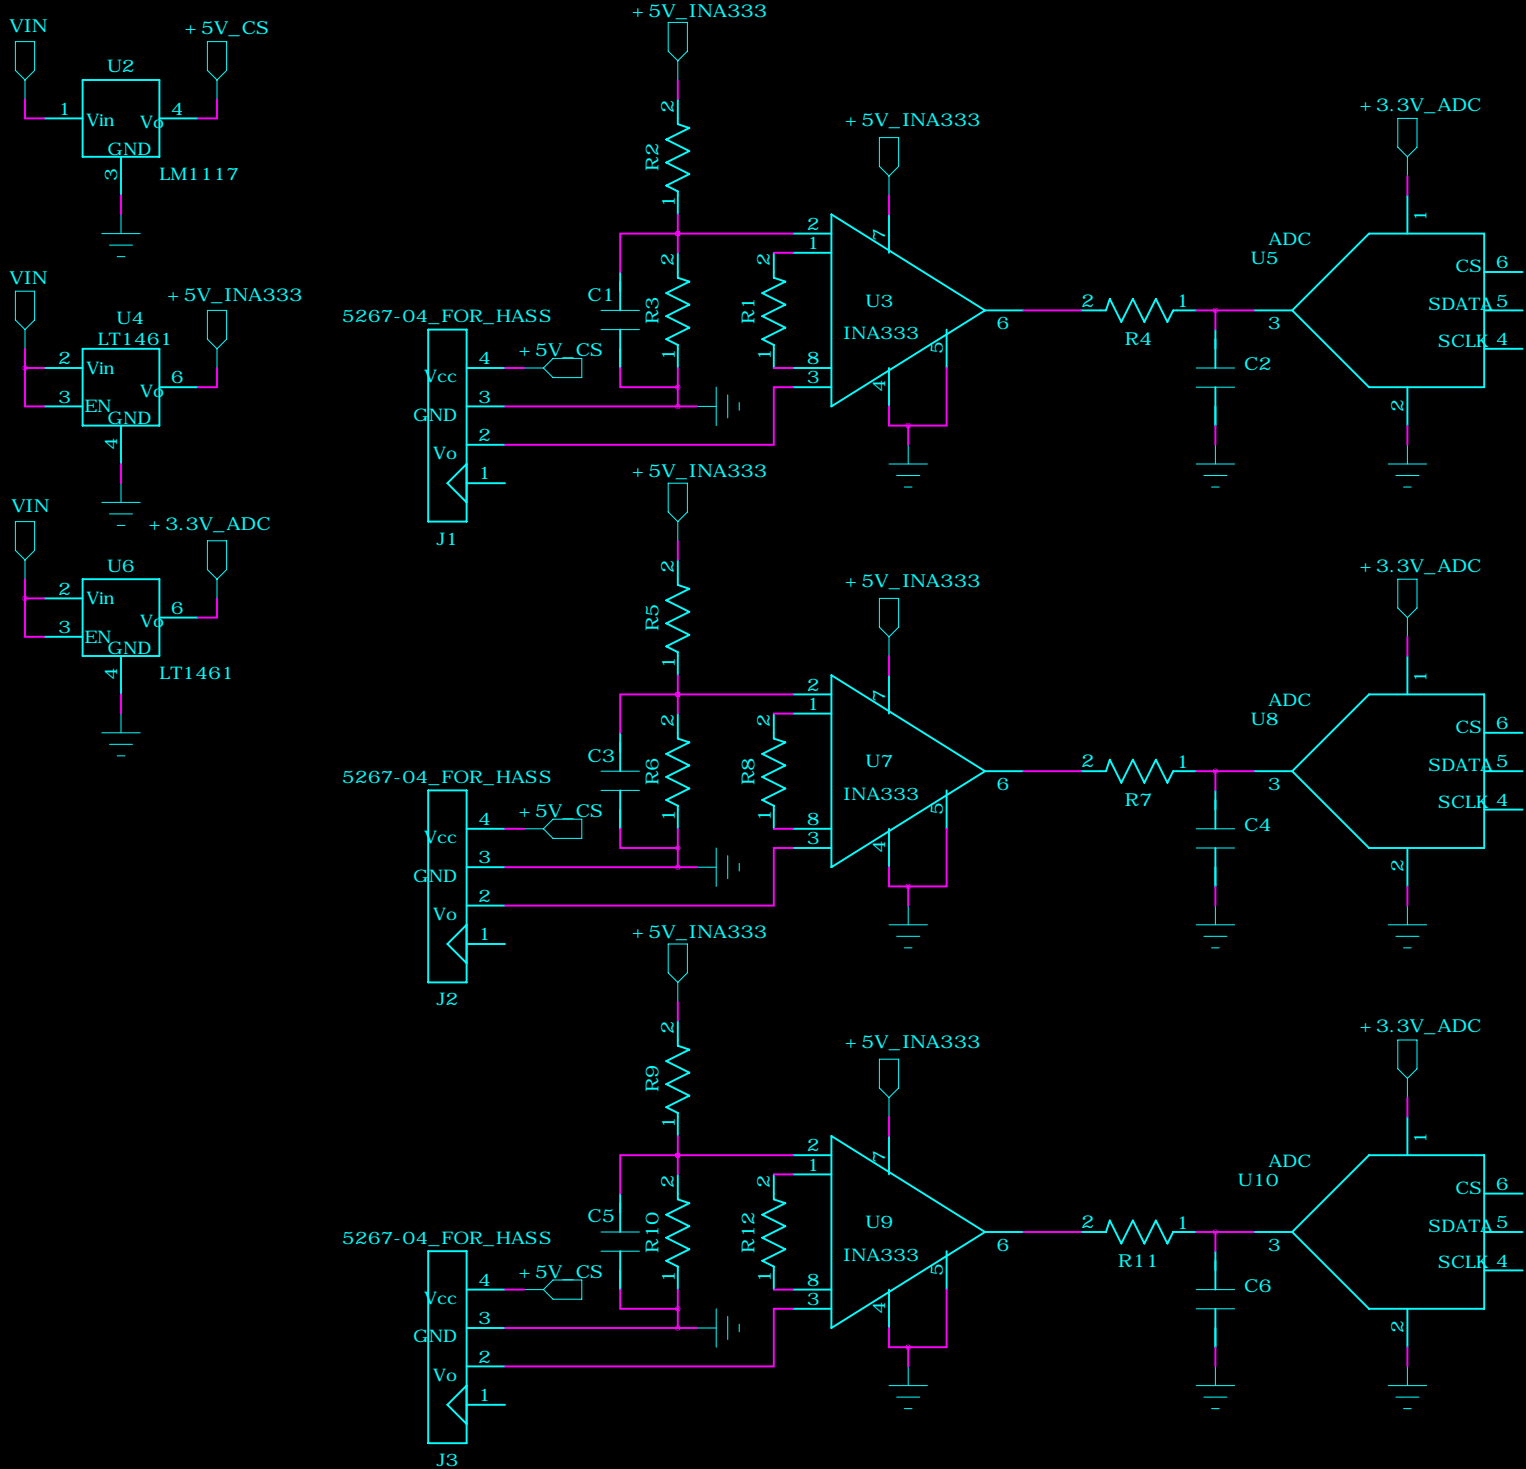 VIN
+5V_CS
U2
1
Vin
Vo
4
GND
3
LM1117
VIN
+5V_INA333
U4
LT1461
2
Vin
Vo
6
3
EN
GND
4
VIN
+3.3V_ADC
U6
2
Vin
Vo
6
3
EN
GND
4
LT1461
+5V_INA333
2
R2
1
+5V_INA333
7
2
1
C1
2
R3
1
2
R1
1
U3
INA333
6
8
3
4
5
5267-04_FOR_HASS
+5V_CS
4
Vcc
3
GND
2
Vo
1
J1
2
R4
1
C2
+3.3V_ADC
1
ADC
U5
3
CS 6
SDATA 5
SCLK 4
2
+5V_INA333
2
R5
1
+5V_INA333
7
2
1
C3
2
R6
1
2
R8
1
U7
INA333
6
8
3
4
5
5267-04_FOR_HASS
+5V_CS
4
Vcc
3
GND
2
Vo
1
J2
2
R7
1
C4
+3.3V_ADC
1
ADC
U8
3
CS 6
SDATA 5
SCLK 4
2
+5V_INA333
2
R9
1
+5V_INA333
7
2
1
C5
2
R10
1
2
R12
1
U9
INA333
6
8
3
4
5
5267-04_FOR_HASS
+5V_CS
4
Vcc
3
GND
2
Vo
1
J3
2
R11
1
C6
+3.3V_ADC
1
ADC
U10
3
CS 6
SDATA 5
SCLK 4
2